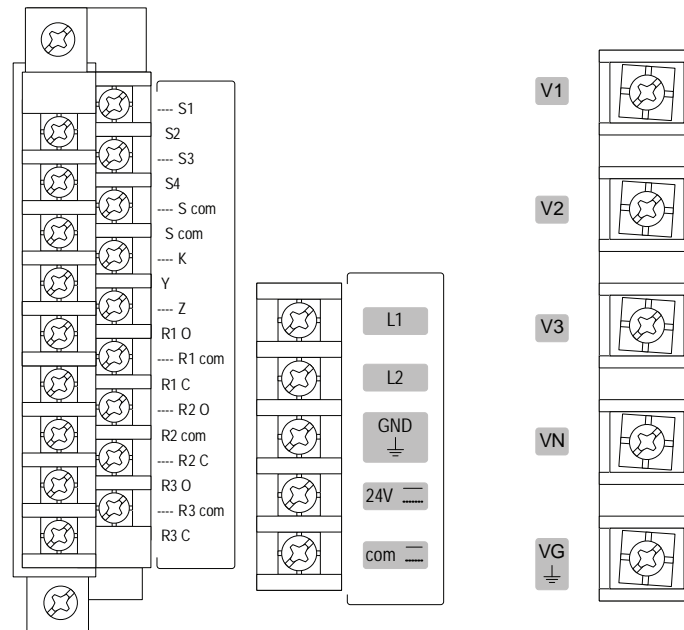 ---- S1
S2
---- S3
S4
---- S com
S com
---- K
Y
---- Z
R1 O
---- R1 com
R1 C
---- R2 O
R2 com
---- R2 C
R3 O
---- R3 com
R3 C
L1
L2
GND
24V
com
V1
V2
V3
VN
VG